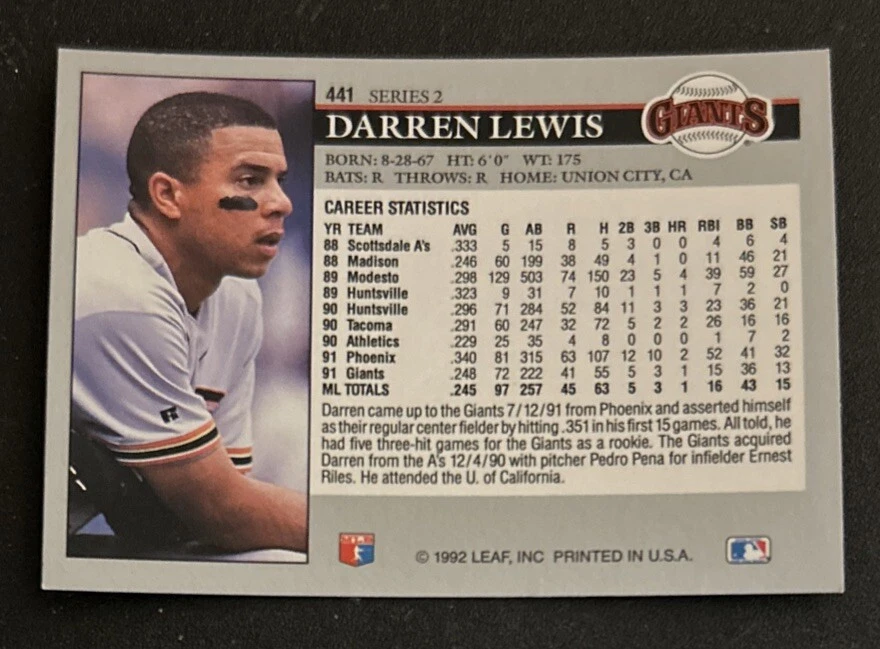 441 SERIES 2
GIANTS
DARREN LEWIS
BORN: 8-28-67 HT: 6'0" WT: 175
BATS: R THROWS: R HOME: UNION CITY, CA
CAREER STATISTICS
YR TEAM AVG G AB R H 2B 3B HR RBI BB SB
88 Scottsdale A's .333 5 15 8 5 3 0 0 4 6 4
88 Madison .246 60 199 38 49 4 1 0 11 46 21
89 Modesto .298 129 503 74 150 23 5 4 39 59 27
89 Huntsville .323 9 31 7 10 1 1 1 7 2 0
90 Huntsville .296 71 284 52 84 11 3 3 23 36 21
90 Tacoma .291 60 247 32 72 5 2 2 26 16 16
90 Athletics .229 25 35 4 8 0 0 0 1 7 2
91 Phoenix .340 81 315 63 107 12 10 2 52 41 32
91 Giants .248 72 222 41 55 5 3 1 15 36 13
ML TOTALS .245 97 257 45 63 5 3 1 16 43 15
Darren came up to the Giants 7/12/91 from Phoenix and asserted himself
as their regular center fielder by hitting .351 in his first 15 games. All told, he
had five three-hit games for the Giants as a rookie. The Giants acquired
Darren from the A's 12/4/90 with pitcher Pedro Pena for infielder Ernest
Riles. He attended the U. of California.
© 1992 LEAF, INC PRINTED IN U.S.A.